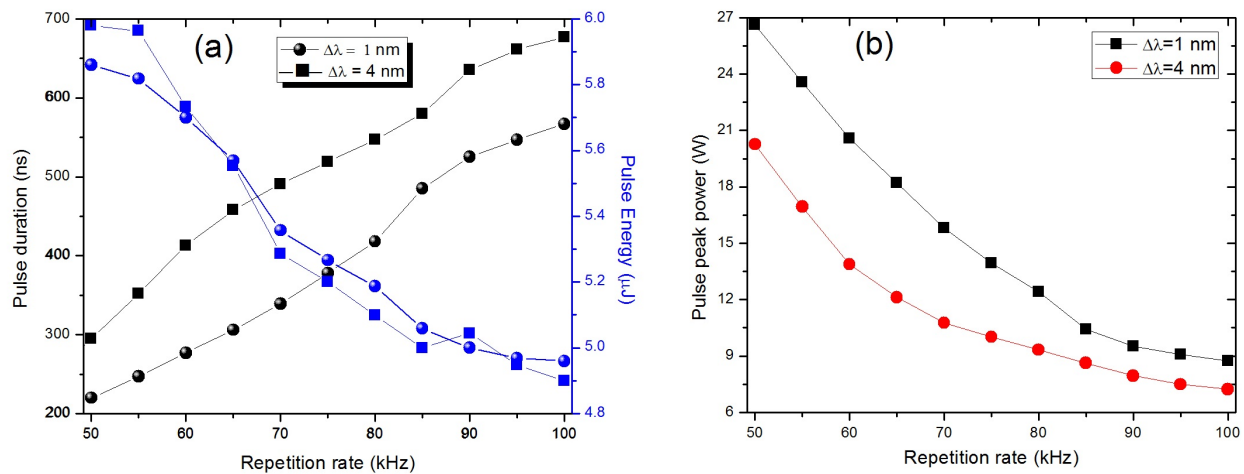 (a)
Δλ = 1 nm
Δλ = 4 nm
700
600
500
400
300
200
Pulse duration (ns)
6.0
5.8
5.6
5.4
5.2
5.0
4.8
Pulse Energy (μJ)
50 60 70 80 90 100
Repetition rate (kHz)
(b)
Δλ=1 nm
Δλ=4 nm
27
24
21
18
15
12
9
6
Pulse peak power (W)
50 60 70 80 90 100
Repetition rate (kHz)